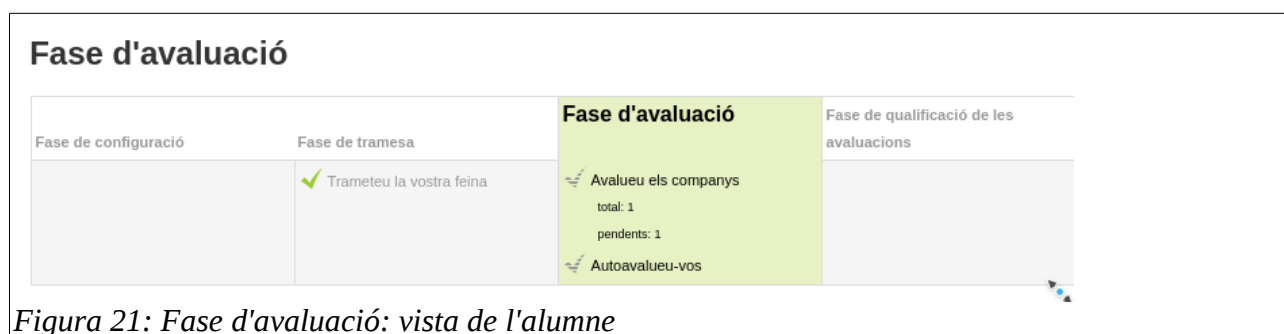 Fase d'avaluació
Fase de configuració
Fase de tramesa
Trameteu la vostra feina
Fase d'avaluació
Avalueu els companys
total: 1
pendents: 1
Autoavalueu-vos
Fase de qualificació de les
avaluacions
Figura 21: Fase d'avaluació: vista de l'alumne